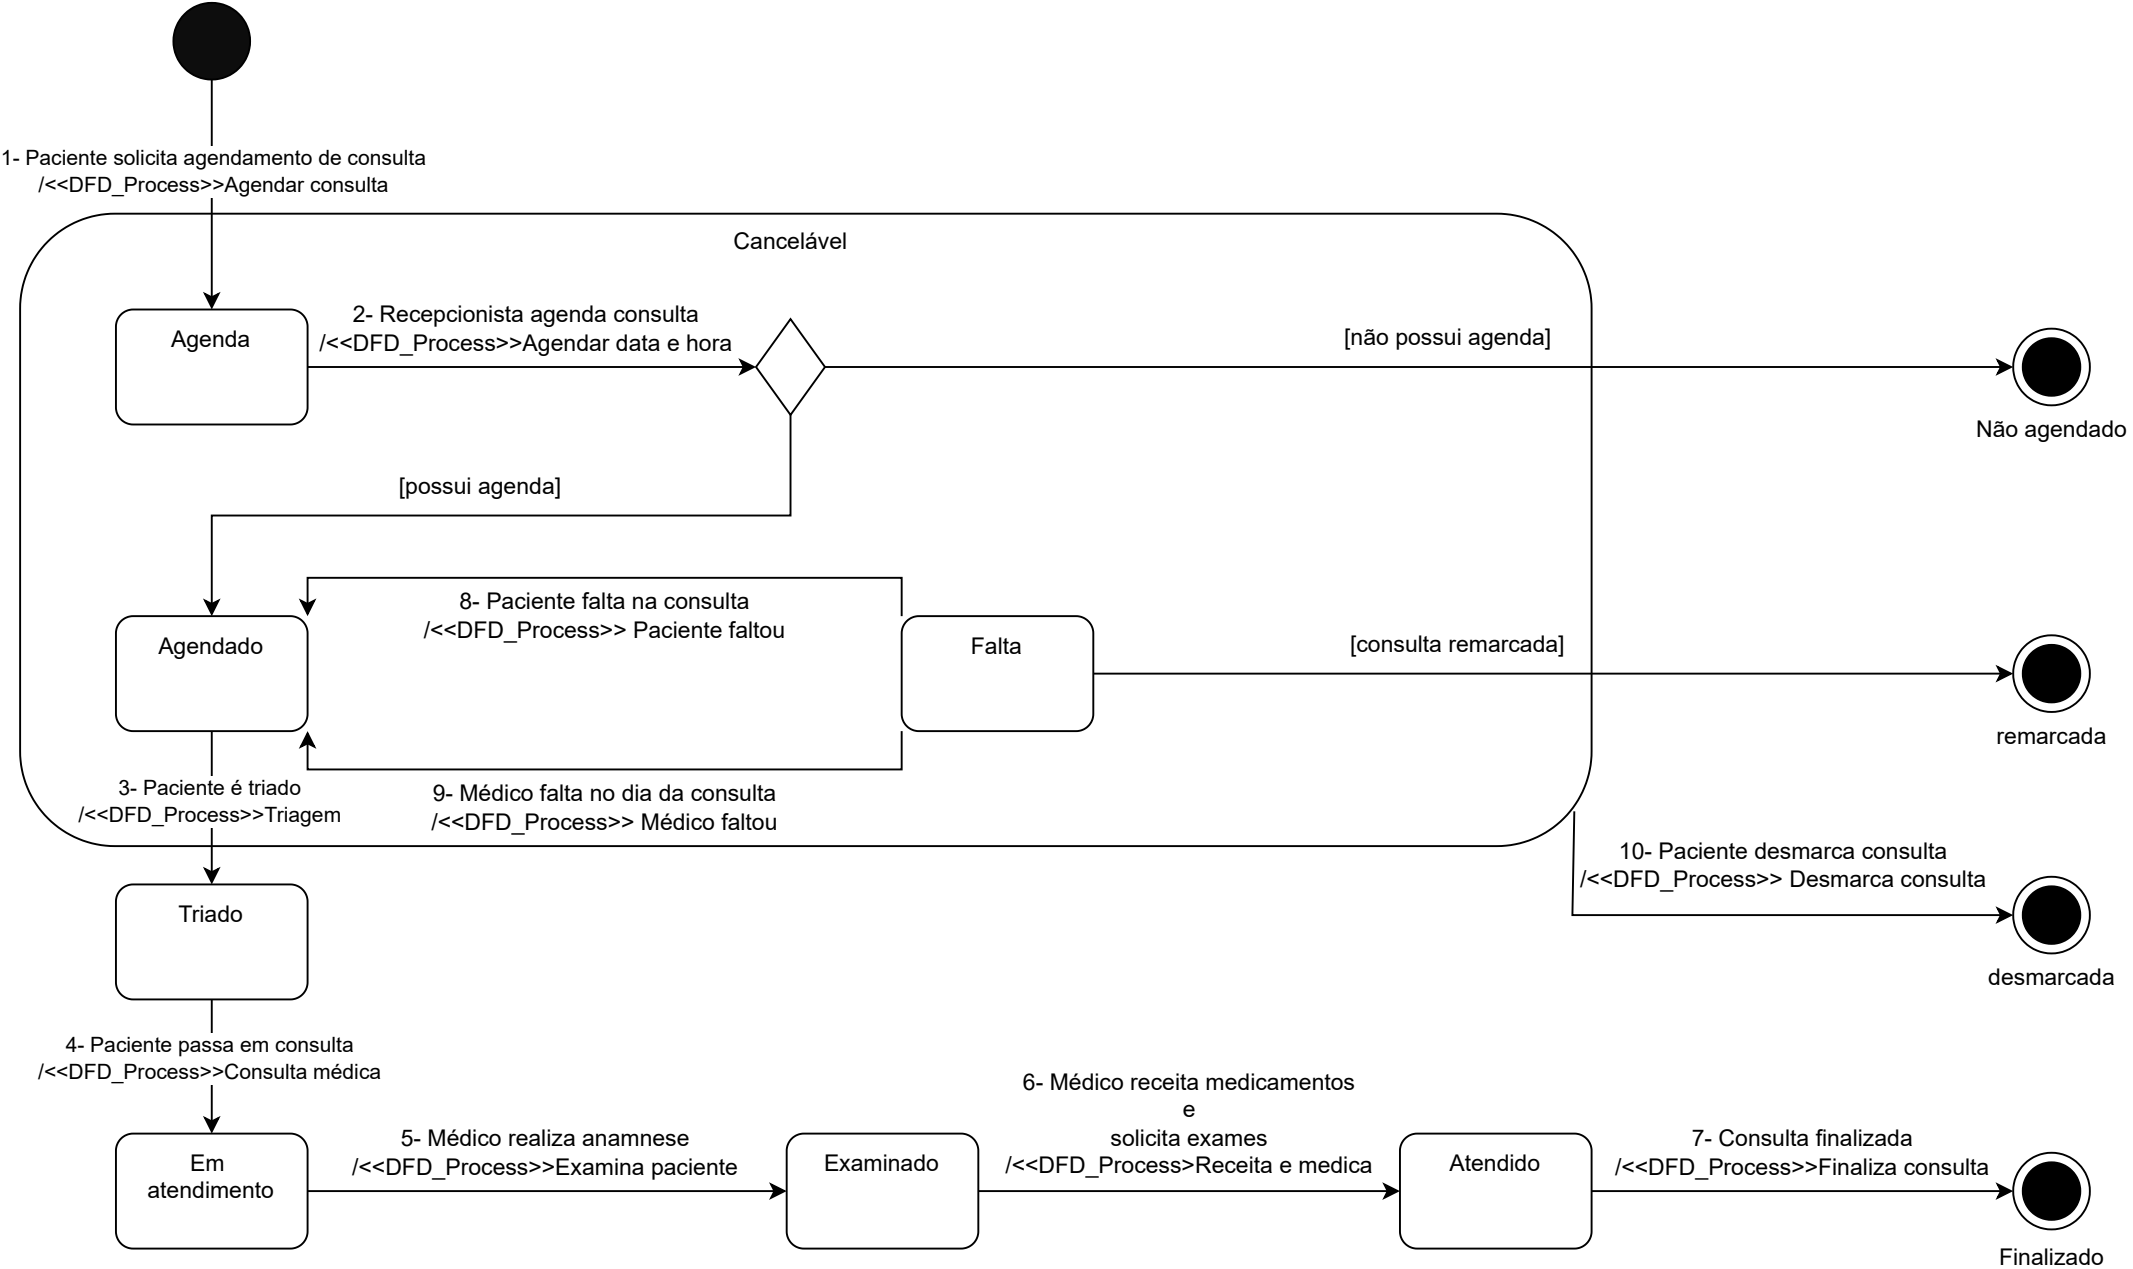 1- Paciente solicita agendamento de consulta
/<<DFD_Process>>Agendar consulta
Cancelável
Agenda
2- Recepcionista agenda consulta
/<<DFD_Process>>Agendar data e hora
[não possui agenda]
Não agendado
[possui agenda]
Agendado
8- Paciente falta na consulta
/<<DFD_Process>> Paciente faltou
Falta
[consulta remarcada]
remarcada
3- Paciente é triado
/<<DFD_Process>>Triagem
9- Médico falta no dia da consulta
/<<DFD_Process>> Médico faltou
10- Paciente desmarca consulta
/<<DFD_Process>> Desmarca consulta
desmarcada
Triado
4- Paciente passa em consulta
/<<DFD_Process>>Consulta médica
Em
atendimento
5- Médico realiza anamnese
/<<DFD_Process>>Examina paciente
Examinado
6- Médico receita medicamentos
e
solicita exames
/<<DFD_Process>Receita e medica
Atendido
7- Consulta finalizada
/<<DFD_Process>>Finaliza consulta
Finalizado